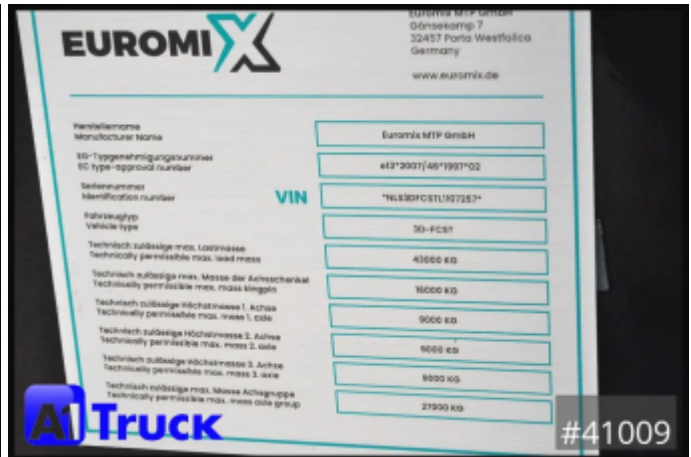 EUROMIX
Euromix MTP GmbH
Gänsekamp 7
32457 Porta Westfalica
Germany
www.euromix.de
Herstellername
Manufacturer Name
Euromix MTP GmbH
EG-Typgenehmigungsnummer
EC type-approval number
e13*2007/46*1997*02
Seriennummer
Identification number
VIN
Fahrzeugtyp
Vehicle type
3D-FCST
Technisch zulässige max. Lastmasse
Technically permissible max. load mass
43000 KG
Technisch zulässige max. Masse der Achsschenkel
Technically permissible max. mass kingpin
16000 KG
Technisch zulässige Höchstmasse 1. Achse
Technically permissible max. mass 1. axle
9000 KG
Technisch zulässige Höchstmasse 2. Achse
Technically permissible max. mass 2. axle
9000 KG
Technisch zulässige Höchstmasse 3. Achse
Technically permissible max. mass 3. axle
9000 KG
Technisch zulässige max. Masse Achsgruppe
Technically permissible max. mass axle group
27000 KG
A1 Truck
#41009